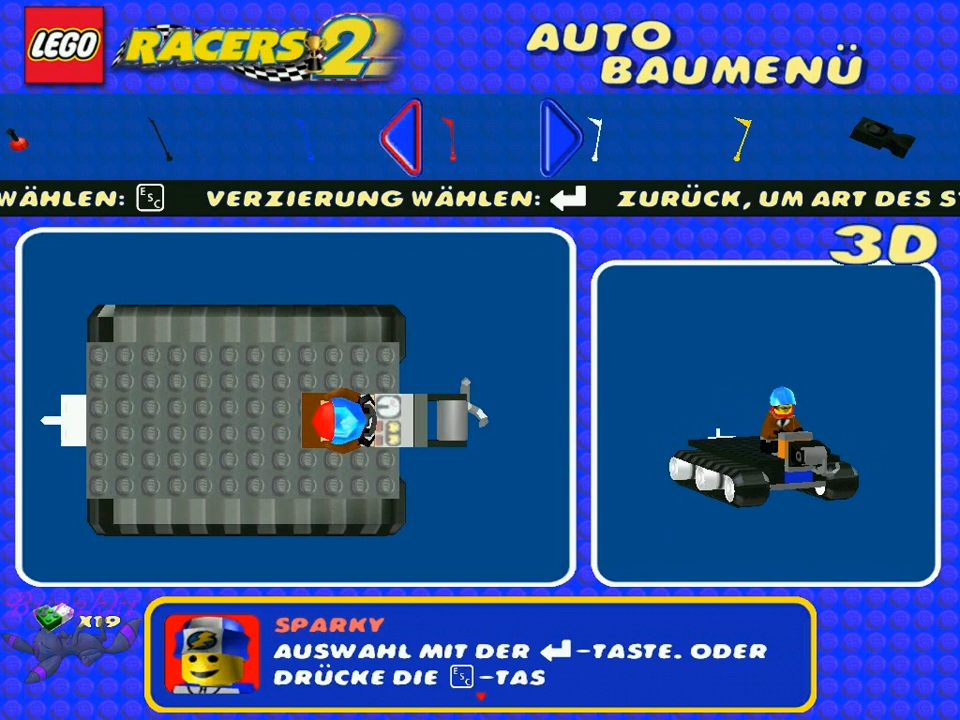 LEGO
RACERS 2
AUTO
BAUMENÜ
WÄHLEN: ESC VERZIERUNG WÄHLEN: ZURÜCK, UM ART DES S
3D
X19
SPARKY
AUSWAHL MIT DER -TASTE. ODER
DRÜCKE DIE ESC -TAS